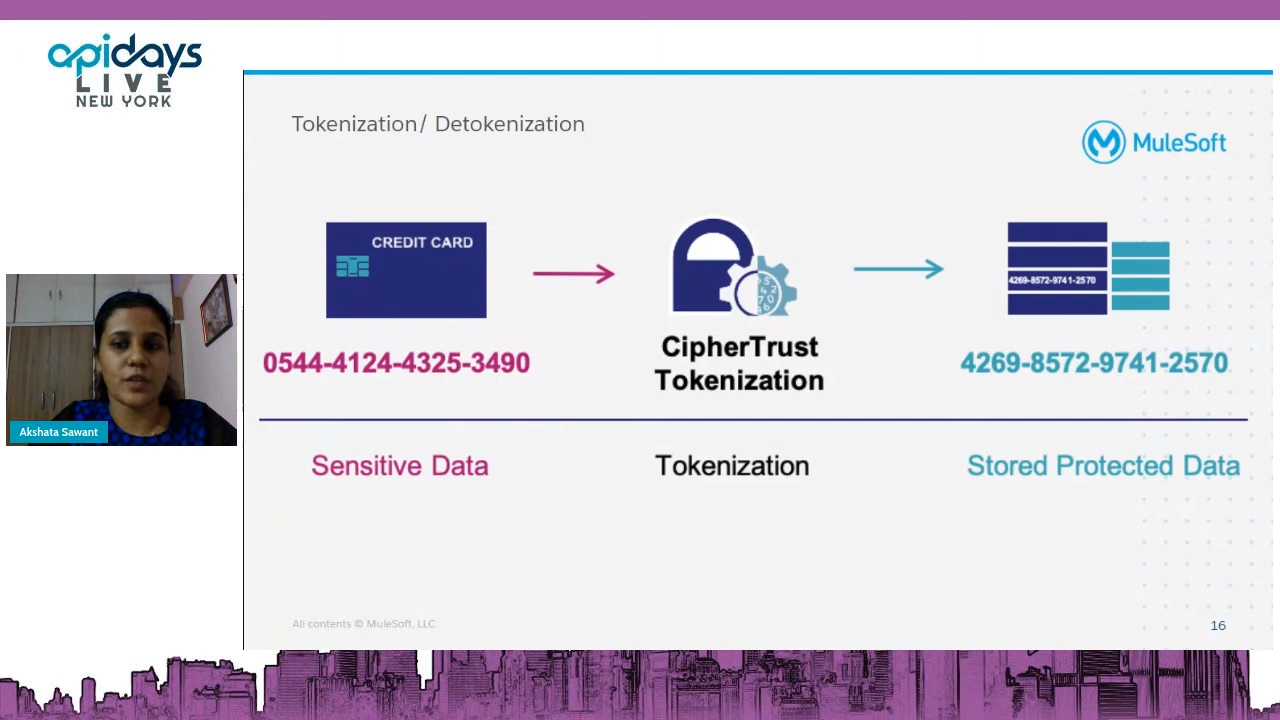 apidays
LIVE
NEW YORK
Tokenization/ Detokenization
MuleSoft
CREDIT CARD
4269-8572-9741-2570
0544-4124-4325-3490
CipherTrust
Tokenization
4269-8572-9741-2570
Akshata Sawant
Sensitive Data
Tokenization
Stored Protected Data
All contents © MuleSoft, LLC
16